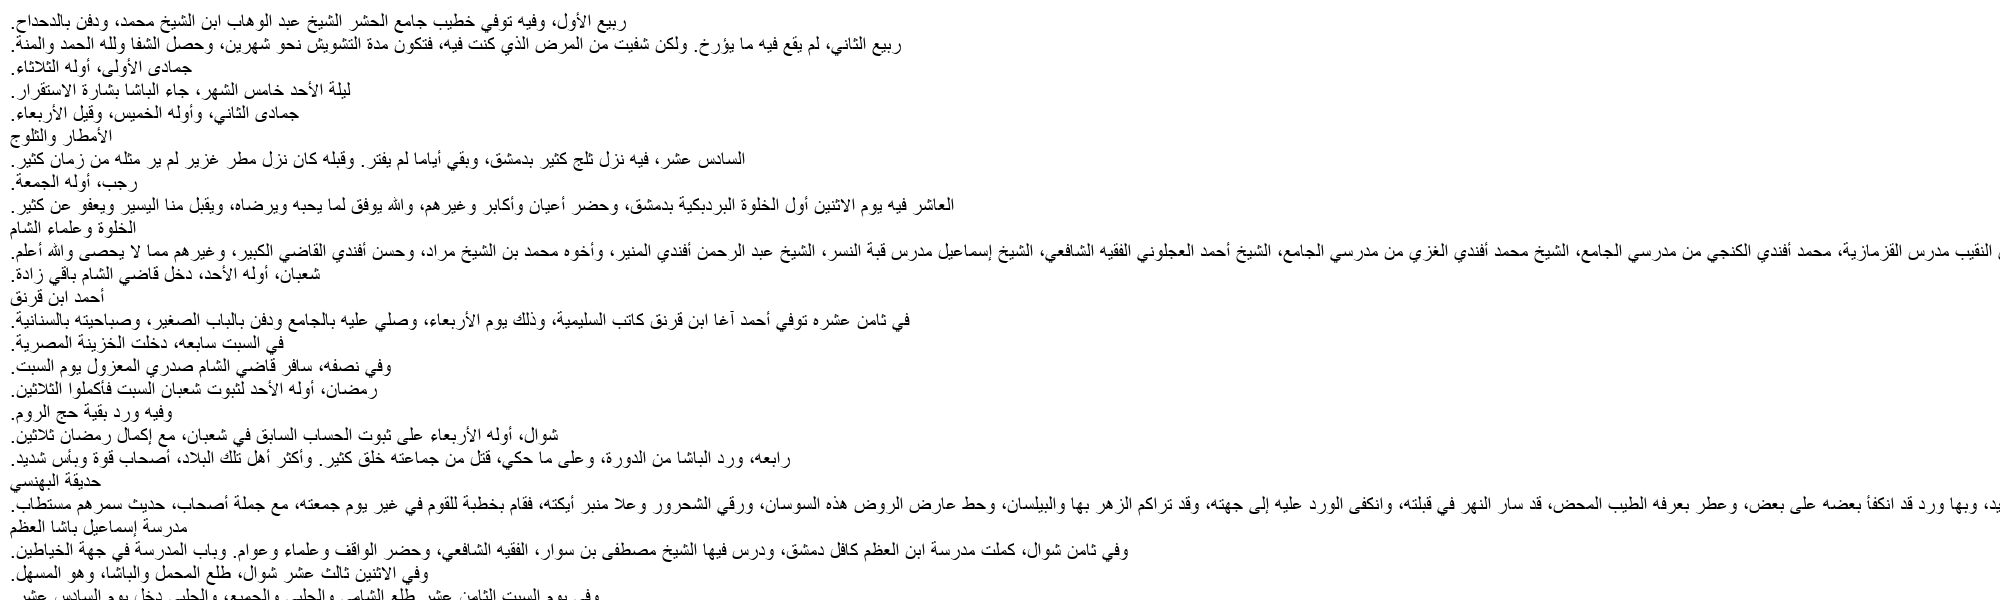 ربيع الأول، وفيه توفي خطيب جامع الحشر الشيخ عبد الوهاب ابن الشيخ محمد، ودفن بالدحداح.
ربيع الثاني، لم يقع فيه ما يؤرخ. ولكن شفيت من المرض الذي كنت فيه، فتكون مدة التشويش نحو شهرين، وحصل الشفا ولله الحمد والمنة.
جمادى الأولى، أوله الثلاثاء.
ليلة الأحد خامس الشهر، جاء الباشا بشارة الاستقرار.
جمادى الثاني، وأوله الخميس، وقيل الأربعاء.
الأمطار والثلوج
السادس عشر، فيه نزل ثلج كثير بدمشق، وبقي أياما لم يفتر. وقبله كان نزل مطر غزير لم ير مثله من زمان كثير.
رجب، أوله الجمعة.
العاشر فيه يوم الاثنين أول الخلوة البردبكية بدمشق، وحضر أعيان وأكابر وغيرهم، والله يوفق لما يحبه ويرضاه، ويقبل منا اليسير ويعفو عن كثير.
الخلوة وعلماء الشام
النقيب مدرس القزمازية، محمد أفندي الكنجي من مدرسي الجامع، الشيخ محمد أفندي الغزي من مدرسي الجامع، الشيخ أحمد العجلوني الفقيه الشافعي، الشيخ إسماعيل مدرس قبة النسر، الشيخ عبد الرحمن أفندي المنير، وأخوه محمد بن الشيخ مراد، وحسن أفندي القاضي الكبير، وغيرهم مما لا يحصى والله أعلم.
شعبان، أوله الأحد، دخل قاضي الشام باقي زادة.
أحمد ابن قرنق
في ثامن عشره توفي أحمد آغا ابن قرنق كاتب السليمية، وذلك يوم الأربعاء، وصلي عليه بالجامع ودفن بالباب الصغير، وصباحيته بالسنانية.
في السبت سابعه، دخلت الخزينة المصرية.
وفي نصفه، سافر قاضي الشام صدري المعزول يوم السبت.
رمضان، أوله الأحد لثبوت شعبان السبت فأكملوا الثلاثين.
وفيه ورد بقية حج الروم.
شوال، أوله الأربعاء على ثبوت الحساب السابق في شعبان، مع إكمال رمضان ثلاثين.
رابعه، ورد الباشا من الدورة، وعلى ما حكي، قتل من جماعته خلق كثير. وأكثر أهل تلك البلاد، أصحاب قوة وبأس شديد.
حديقة البهنسي
وبها ورد قد انكفأ بعضه على بعض، وعطر بعرفه الطيب المحض، قد سار النهر في قبلته، وانكفى الورد عليه إلى جهته، وقد تراكم الزهر بها والبيلسان، وحط عارض الروض هذه السوسان، ورقي الشحرور وعلا منبر أيكته، فقام بخطبة للقوم في غير يوم جمعته، مع جملة أصحاب، حديث سمرهم مستطاب.
مدرسة إسماعيل باشا العظم
وفي ثامن شوال، كملت مدرسة ابن العظم كافل دمشق، ودرس فيها الشيخ مصطفى بن سوار، الفقيه الشافعي، وحضر الواقف وعلماء وعوام. وباب المدرسة في جهة الخياطين.
وفي الاثنين ثالث عشر شوال، طلع المحمل والباشا، وهو المسهل.
وفي يوم السبت الثامن عشر طلع الشامي والحلبي والجميع، والحلبي دخل يوم السادس عشر.